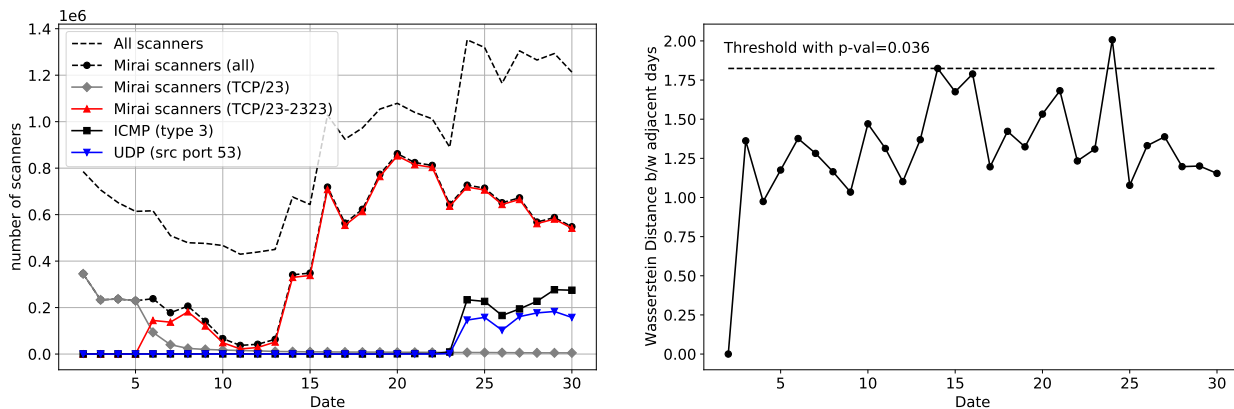 1e6
1.4
1.2
1.0
0.8
0.6
0.4
0.2
0.0
number of scanners
All scanners
Mirai scanners (all)
Mirai scanners (TCP/23)
Mirai scanners (TCP/23-2323)
ICMP (type 3)
UDP (src port 53)
5 10 15 20 25 30
Date
Wasserstein Distance b/w adjacent days
2.00
1.75
1.50
1.25
1.00
0.75
0.50
0.25
0.00
Threshold with p-val=0.036
5 10 15 20 25 30
Date